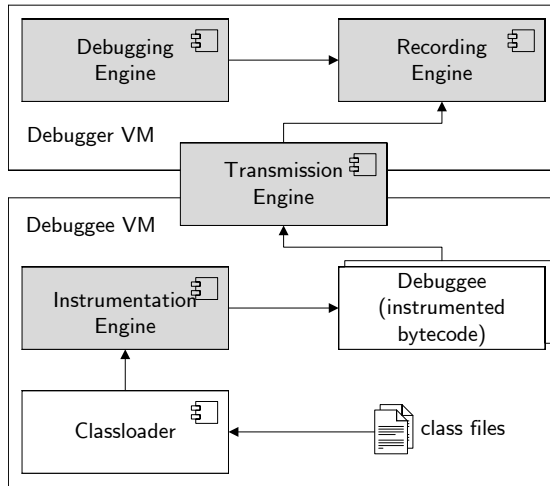 Debugging
Engine
Recording
Engine
Debugger VM
Transmission
Engine
Debuggee VM
Instrumentation
Engine
Debuggee
(instrumented
bytecode)
Classloader
class files